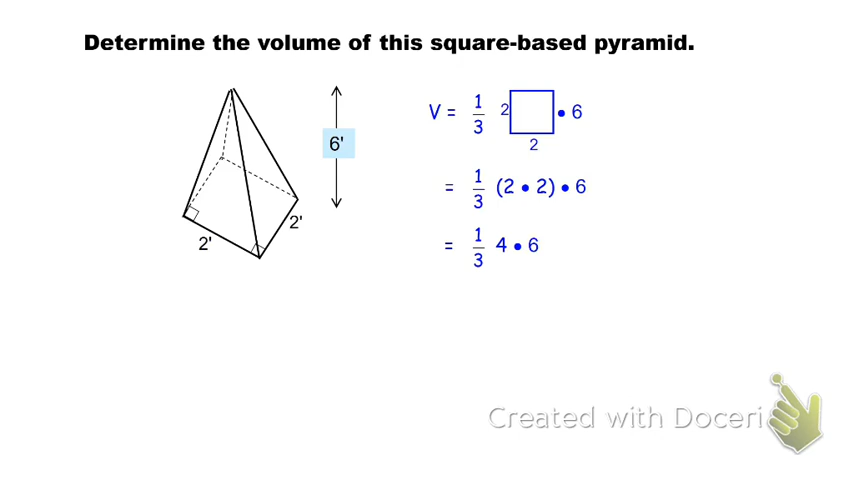 Determine the volume of this square-based pyramid.
6'
2'
2'
V = 1/3 2 • 6
2
= 1/3 (2 • 2) • 6
= 1/3 4 • 6
Created with Doceri